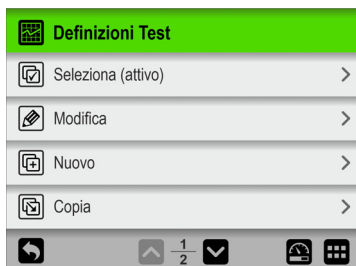 Definizioni Test
Seleziona (attivo)
Modifica
Nuovo
Copia
1
2